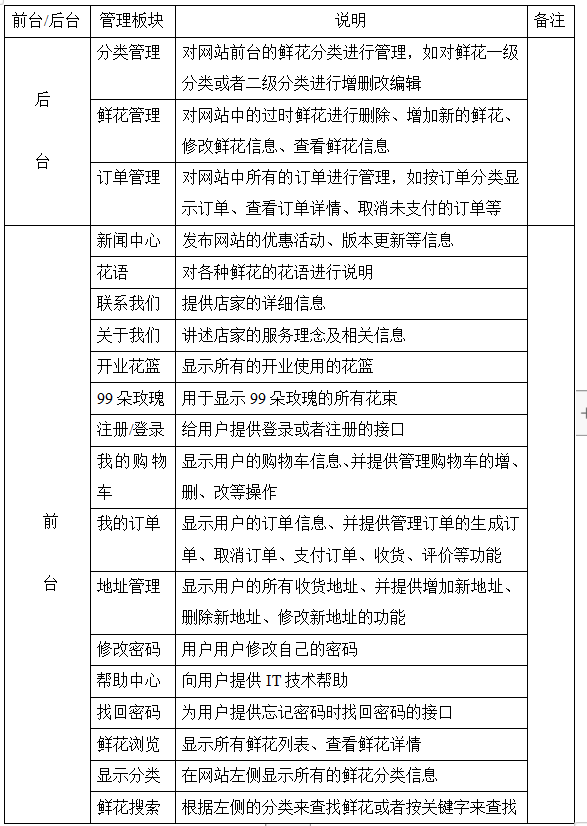 前台/后台 管理板块 说明 备注
后
台
分类管理 对网站前台的鲜花分类进行管理，如对鲜花一级
分类或者二级分类进行增删改编辑
鲜花管理 对网站中的过时鲜花进行删除、增加新的鲜花、
修改鲜花信息、查看鲜花信息
订单管理 对网站中所有的订单进行管理，如按订单分类显
示订单、查看订单详情、取消未支付的订单等
前
台
新闻中心 发布网站的优惠活动、版本更新等信息
花语 对各种鲜花的花语进行说明
联系我们 提供店家的详细信息
关于我们 讲述店家的服务理念及相关信息
开业花篮 显示所有的开业使用的花篮
99朵玫瑰 用于显示99朵玫瑰的所有花束
注册/登录 给用户提供登录或者注册的接口
我的购物 显示用户的购物车信息、并提供管理购物车的增、
车 删、改等操作
我的订单 显示用户的订单信息、并提供管理订单的生成订
单、取消订单、支付订单、收货、评价等功能
地址管理 显示用户的所有收货地址、并提供增加新地址、
删除新地址、修改新地址的功能
修改密码 用户用户修改自己的密码
帮助中心 向用户提供IT技术帮助
找回密码 为用户提供忘记密码时找回密码的接口
鲜花浏览 显示所有鲜花列表、查看鲜花详情
显示分类 在网站左侧显示所有的鲜花分类信息
鲜花搜索 根据左侧的分类来查找鲜花或者按关键字来查找